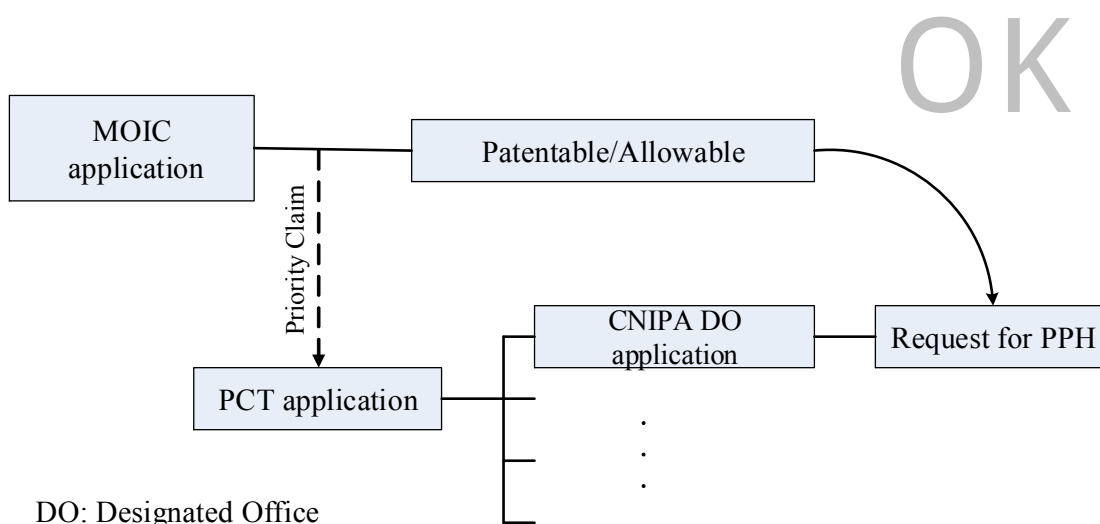 OK
MOIC
application
Patentable/Allowable
Priority Claim
CNIPA DO
application
Request for PPH
PCT application
.
.
.
DO: Designated Office